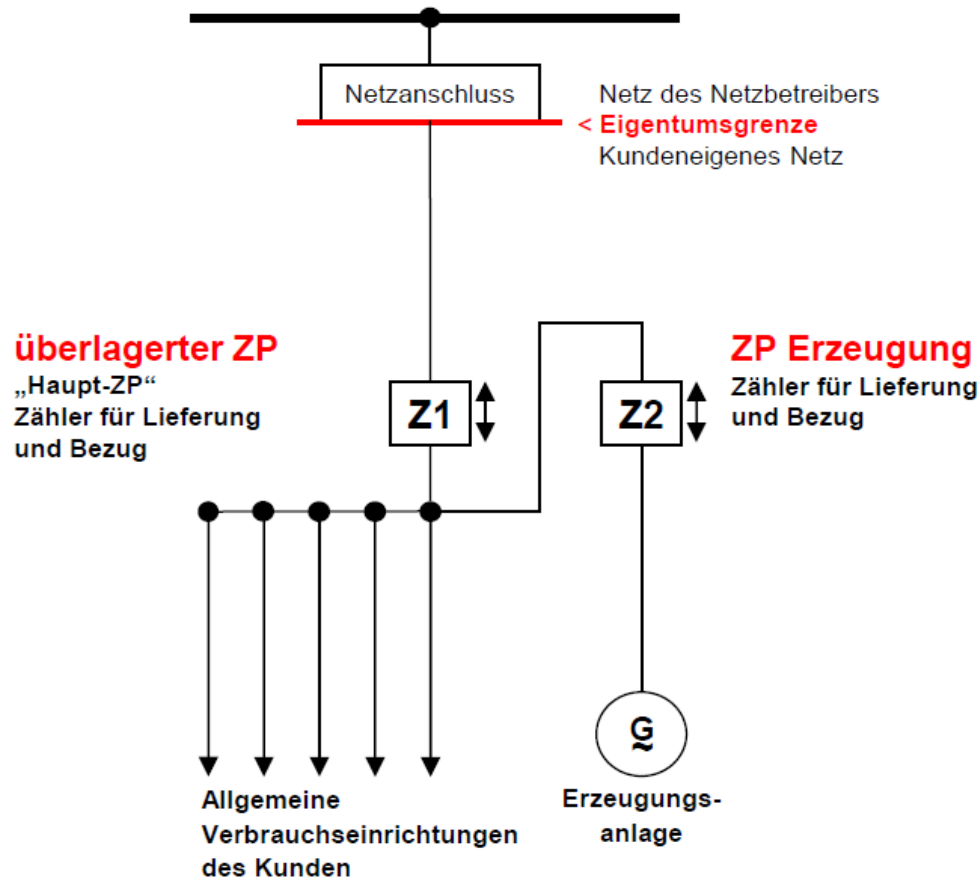 Netzanschluss
Netz des Netzbetreibers
< Eigentumsgrenze
Kundeneigenes Netz
überlagerter ZP
„Haupt-ZP“
Zähler für Lieferung
und Bezug
Z1
Z2
ZP Erzeugung
Zähler für Lieferung
und Bezug
G
~
Allgemeine
Verbrauchseinrichtungen
des Kunden
Erzeugungs-
anlage